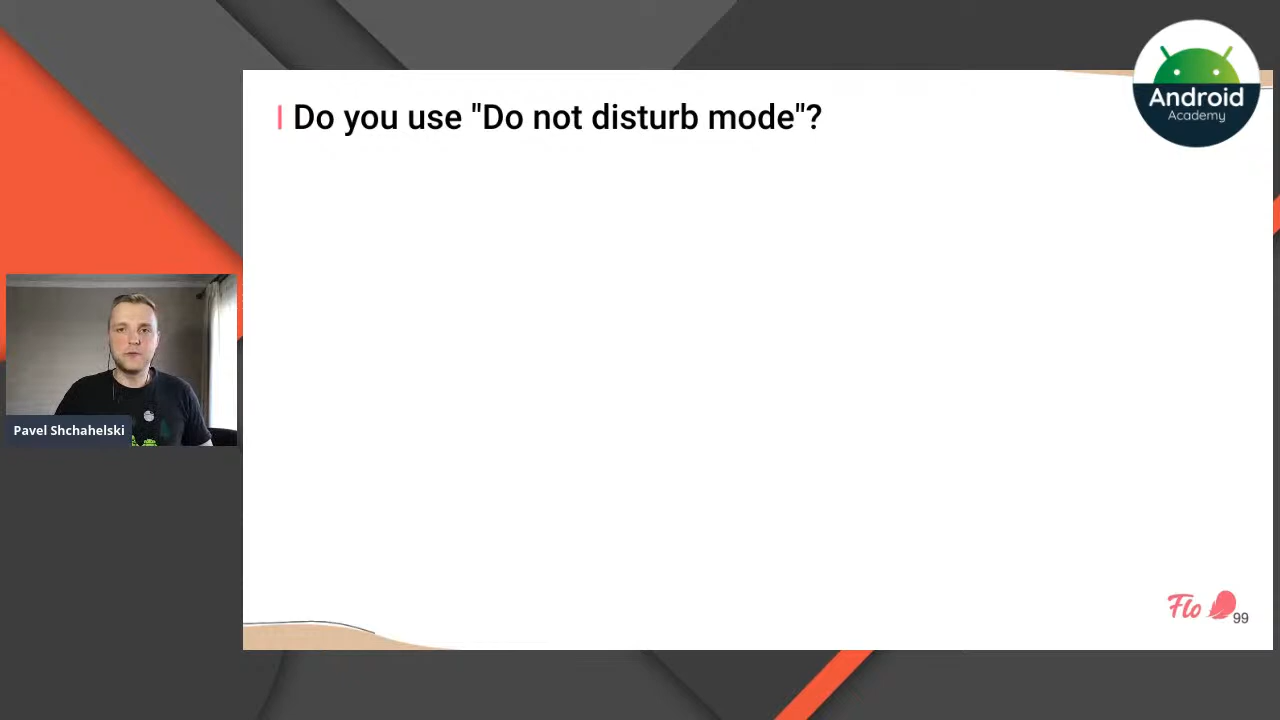 Do you use "Do not disturb mode"?
Android
Academy
Pavel Shchahelski
Flo
99